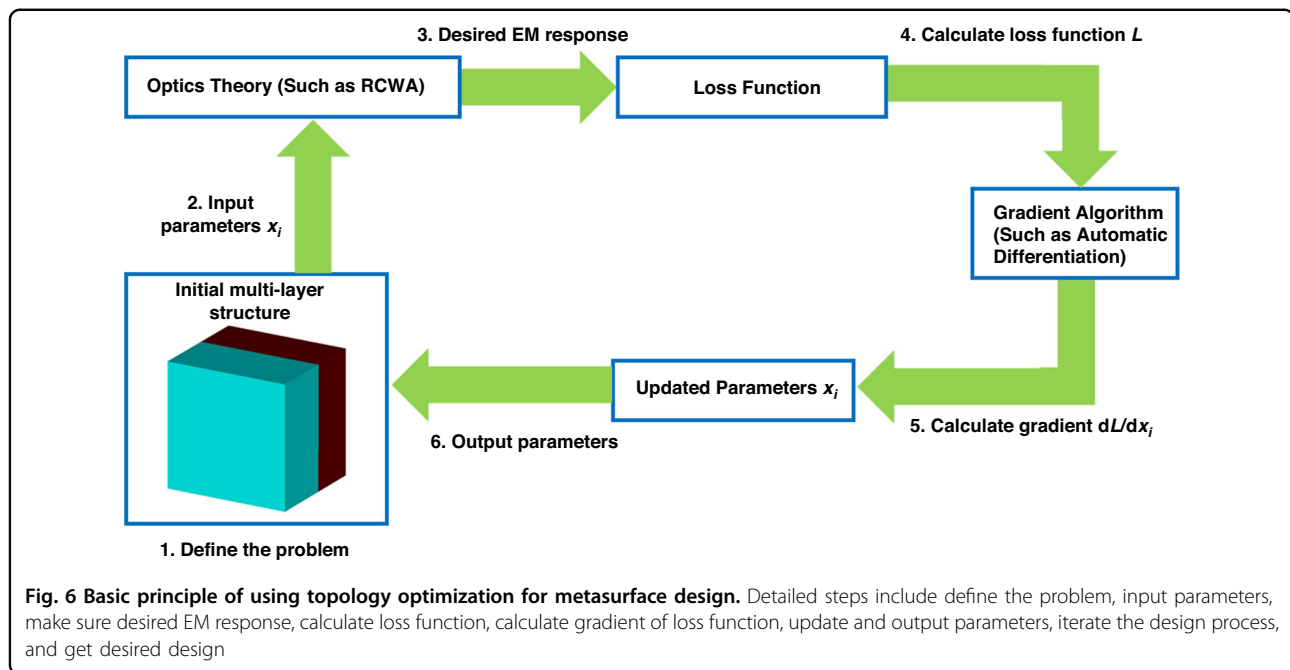 3. Desired EM response
4. Calculate loss function L
Optics Theory (Such as RCWA)
Loss Function
2. Input
parameters xi
Gradient Algorithm
(Such as Automatic
Differentiation)
Initial multi-layer
structure
Updated Parameters xi
5. Calculate gradient dL/dxi
6. Output parameters
1. Define the problem
Fig. 6 Basic principle of using topology optimization for metasurface design. Detailed steps include define the problem, input parameters,
make sure desired EM response, calculate loss function, calculate gradient of loss function, update and output parameters, iterate the design process,
and get desired design